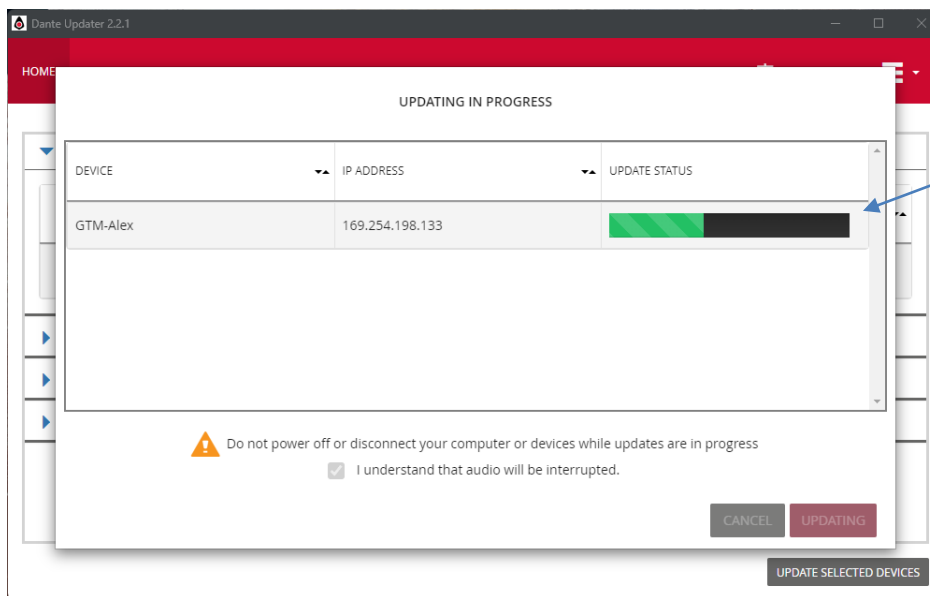 Dante Updater 2.2.1
HOME
UPDATING IN PROGRESS
DEVICE IP ADDRESS UPDATE STATUS
GTM-Alex 169.254.198.133
Do not power off or disconnect your computer or devices while updates are in progress
I understand that audio will be interrupted.
CANCEL UPDATING
UPDATE SELECTED DEVICES